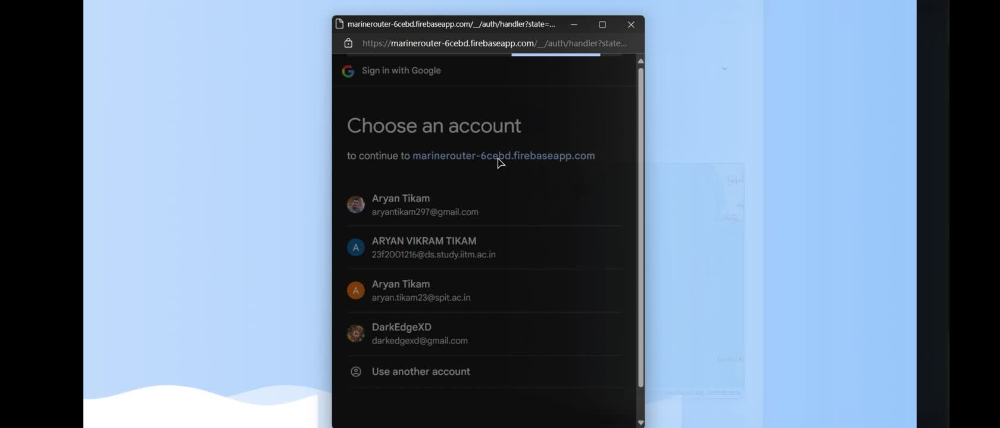 marinerouter-6cebd.firebaseapp.com/__/auth/handler?state=...
https://marinerouter-6cebd.firebaseapp.com/__/auth/handler?state...
Sign in with Google
Choose an account
to continue to marinerouter-6cebd.firebaseapp.com
Aryan Tikam
aryantikam297@gmail.com
A
ARYAN VIKRAM TIKAM
23f2001216@ds.study.iitm.ac.in
A
Aryan Tikam
aryan.tikam23@spit.ac.in
DarkEdgeXD
darkedgexd@gmail.com
Use another account